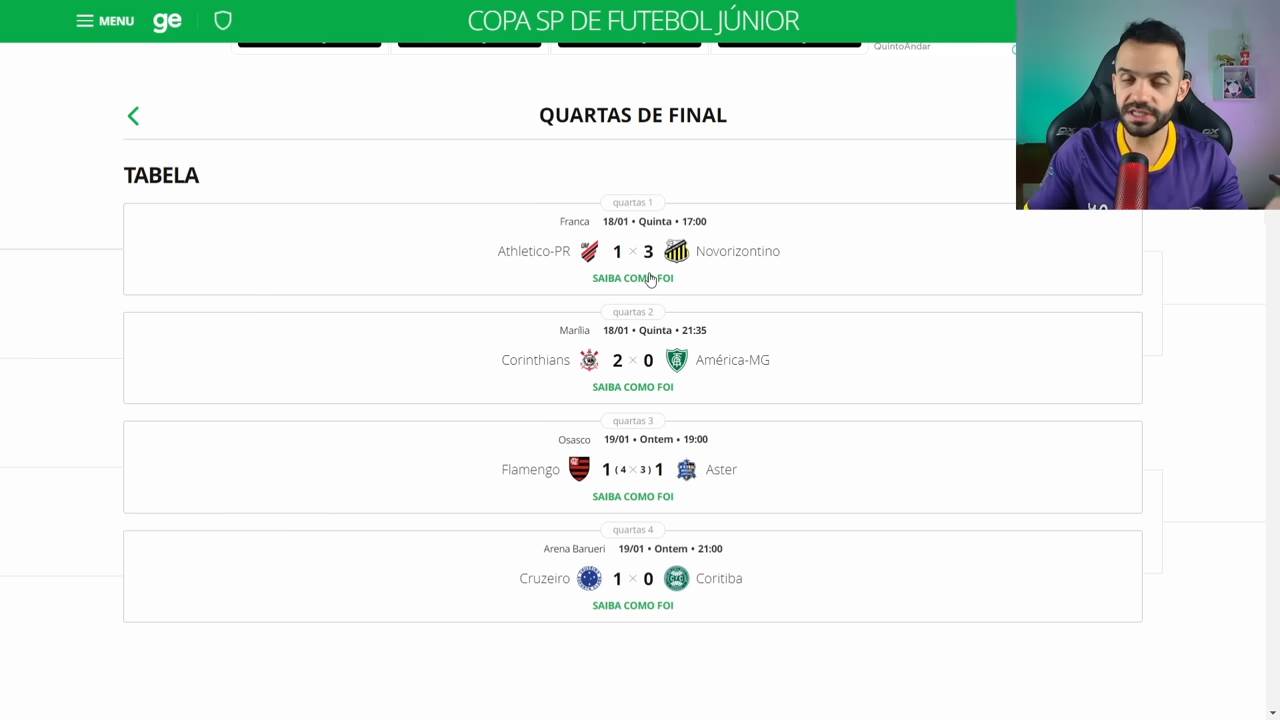 MENU ge COPA SP DE FUTEBOL JÚNIOR
QuintoAndar
QUARTAS DE FINAL
TABELA
quartas 1
Franca 18/01 • Quinta • 17:00
Athletico-PR 1 × 3 Novorizontino
SAIBA COMO FOI
quartas 2
Marília 18/01 • Quinta • 21:35
Corinthians 2 × 0 América-MG
SAIBA COMO FOI
quartas 3
Osasco 19/01 • Ontem • 19:00
Flamengo 1 ( 4 × 3 ) 1 Aster
SAIBA COMO FOI
quartas 4
Arena Barueri 19/01 • Ontem • 21:00
Cruzeiro 1 × 0 Coritiba
SAIBA COMO FOI